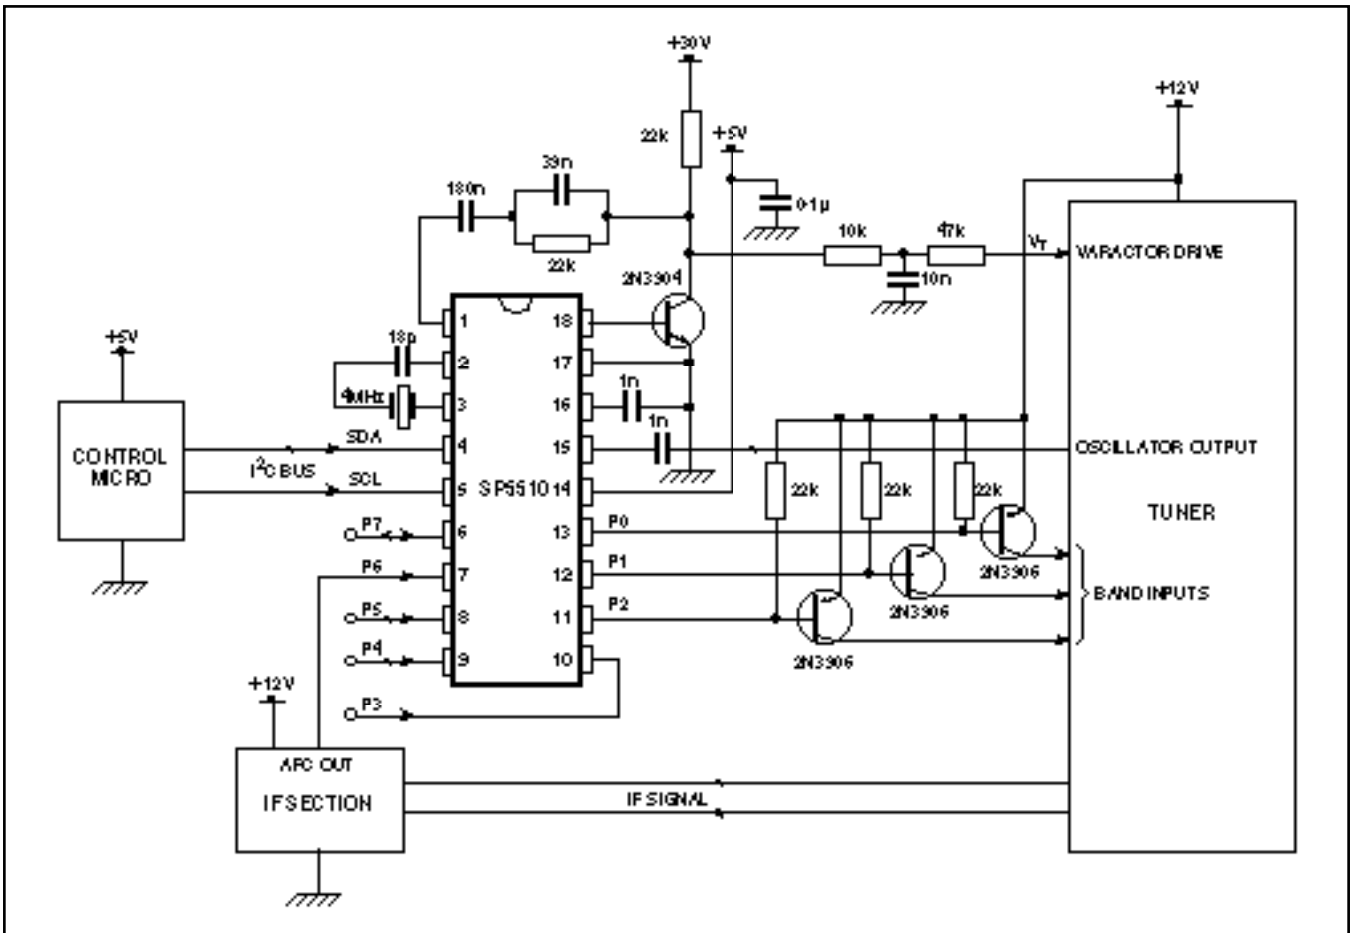 +30V
+12V
22k
+5V
39n
180n
0.1µ
10k
47k
VT
VARACTOR DRIVE
22k
2N3904
10n
1
18
+5V
18p
2
17
1n
4MHz
3
16
1n
SDA
4
15
OSCILLATOR OUTPUT
CONTROL
MICRO
I²C BUS
SCL
5
SP5510
14
22k
22k
22k
TUNER
P7
6
13
P0
P6
7
12
P1
2N3906
BAND INPUTS
P5
8
11
P2
2N3906
P4
9
10
2N3906
+12V
P3
AFC OUT
IF SECTION
IF SIGNAL